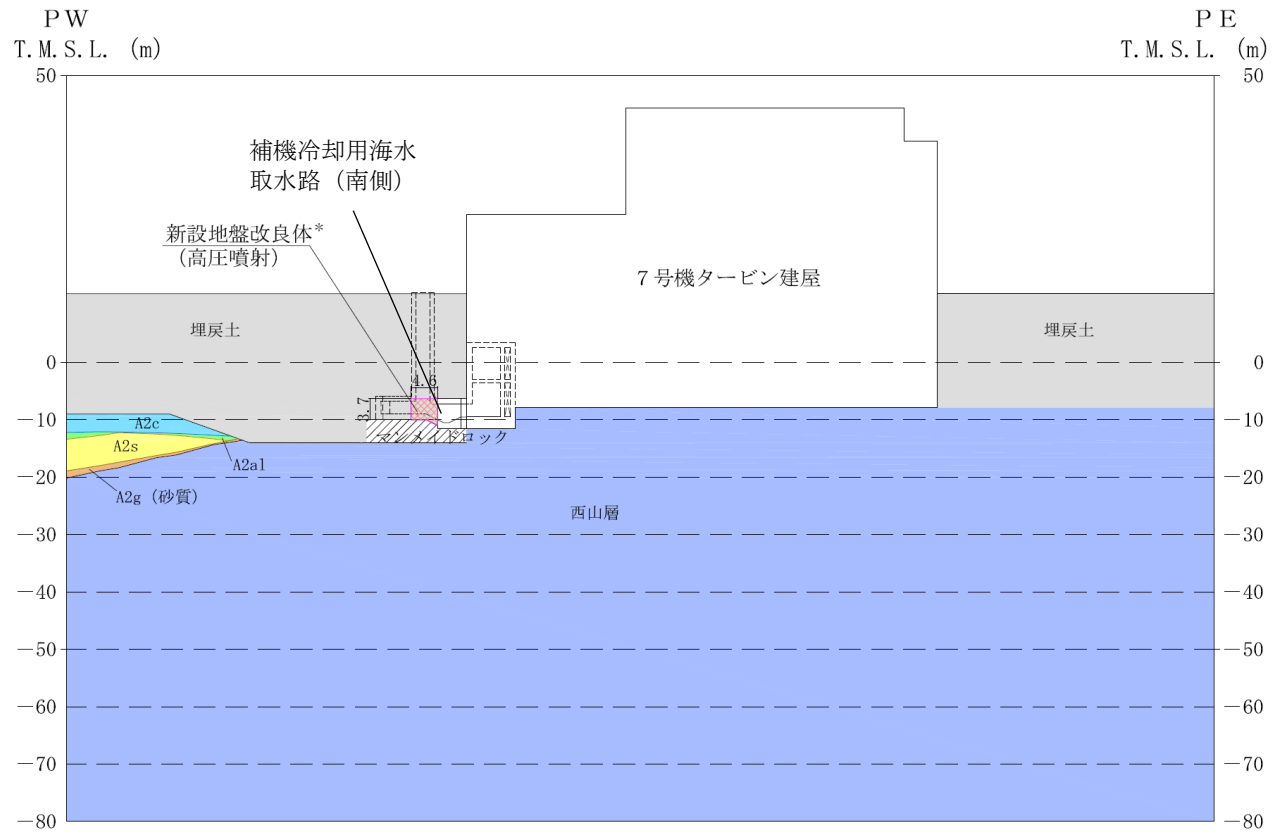 PW
PE
T.M.S.L. (m)
T.M.S.L. (m)
50
50
補機冷却用海水
取水路（南側）
新設地盤改良体*
（高圧噴射）
7号機タービン建屋
埋戻土
埋戻土
0
0
4.6
3.7
－10
－10
A2c
マンメイドロック
A2s
A2al
－20
－20
A2g（砂質）
西山層
－30
－30
－40
－40
－50
－50
－60
－60
－70
－70
－80
－80